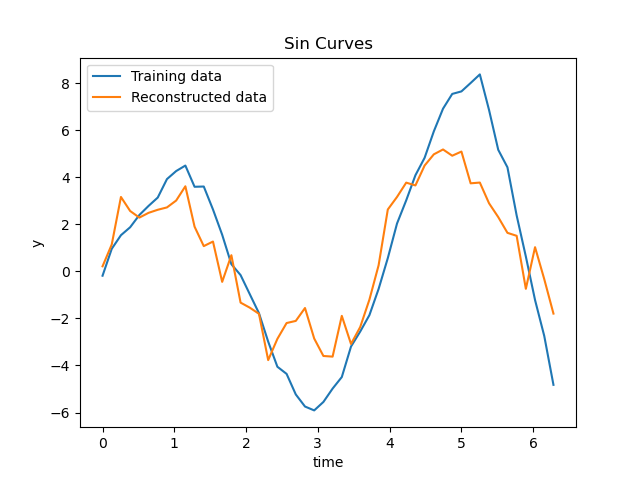 Sin Curves
Training data
Reconstructed data
8
6
4
2
0
−2
−4
−6
y
0 1 2 3 4 5 6
time